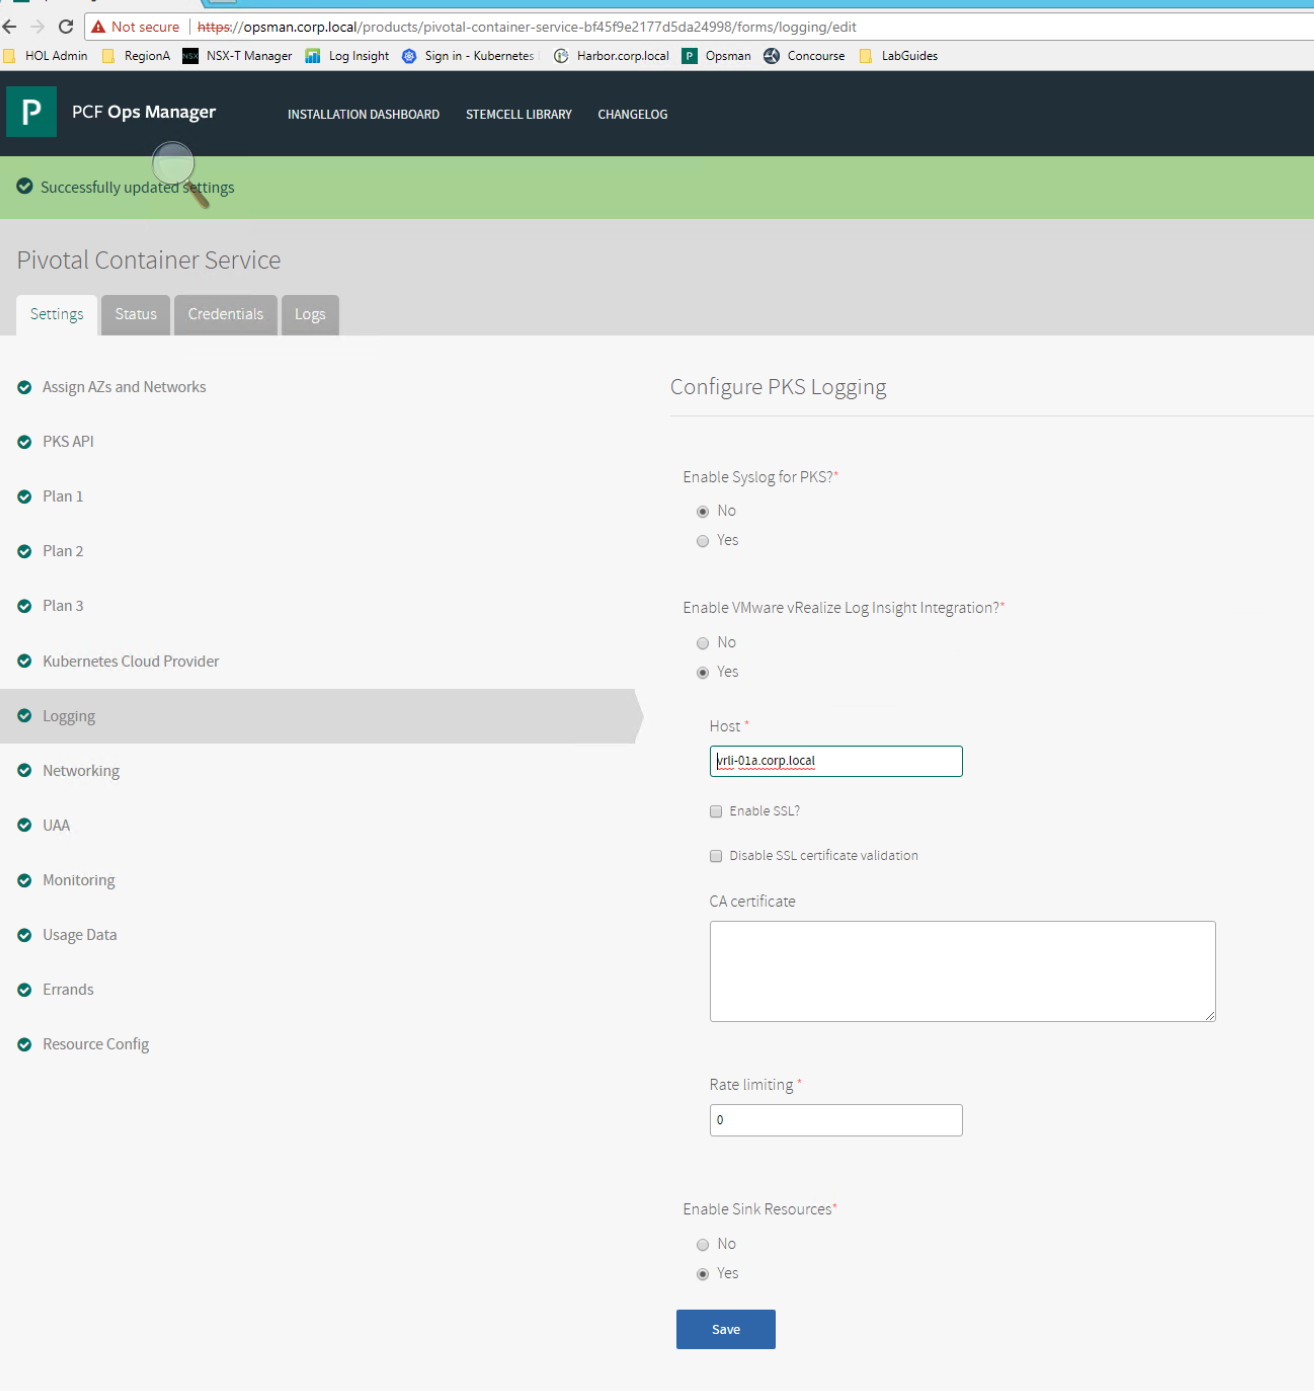 Not secure | https://opsman.corp.local/products/pivotal-container-service-bf45f9e2177d5da24998/forms/logging/edit
HOL Admin RegionA NSX NSX-T Manager Log Insight Sign in - Kubernetes Harbor.corp.local P Opsman Concourse LabGuides
P PCF Ops Manager INSTALLATION DASHBOARD STEMCELL LIBRARY CHANGELOG
Successfully updated settings
Pivotal Container Service
Settings Status Credentials Logs
Assign AZs and Networks
PKS API
Plan 1
Plan 2
Plan 3
Kubernetes Cloud Provider
Logging
Networking
UAA
Monitoring
Usage Data
Errands
Resource Config
Configure PKS Logging
Enable Syslog for PKS?*
No
Yes
Enable VMware vRealize Log Insight Integration?*
No
Yes
Host *
vrli-01a.corp.local
Enable SSL?
Disable SSL certificate validation
CA certificate
Rate limiting *
0
Enable Sink Resources*
No
Yes
Save